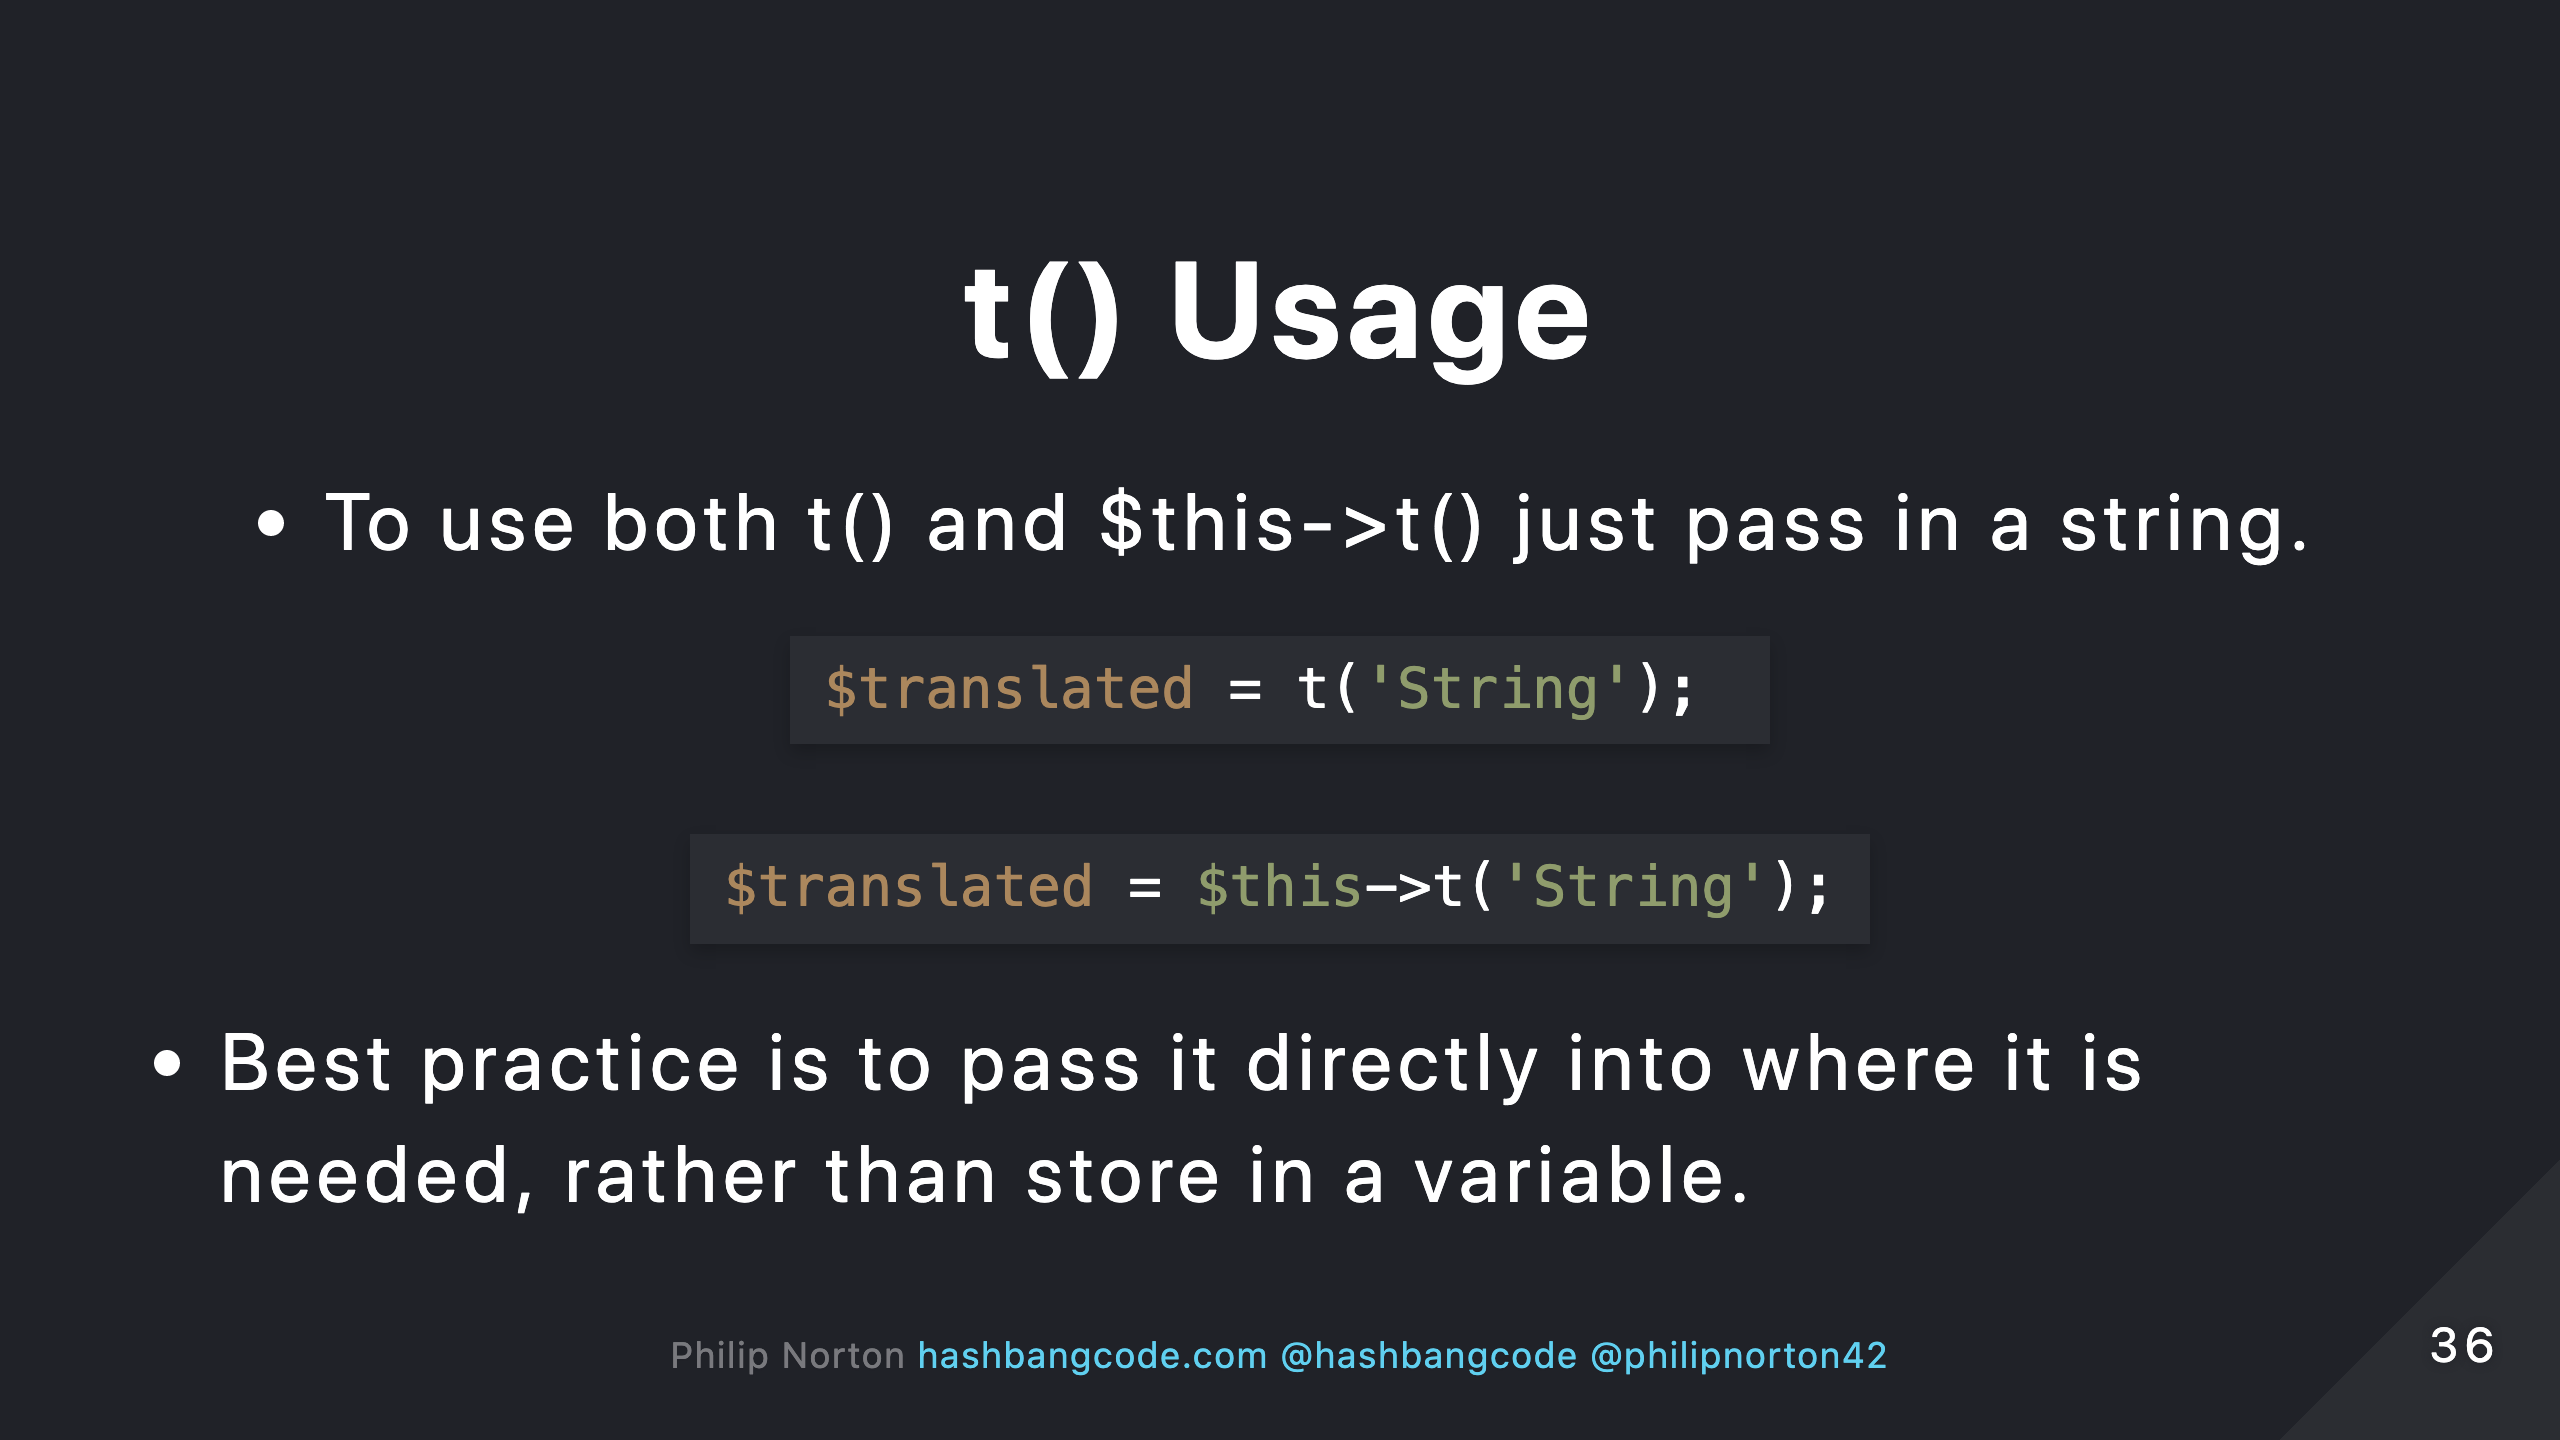 t() Usage
• To use both t() and $this->t() just pass in a string.
$translated = t('String');
$translated = $this->t('String');
• Best practice is to pass it directly into where it is
needed, rather than store in a variable.
Philip Norton hashbangcode.com @hashbangcode @philipnorton42
36